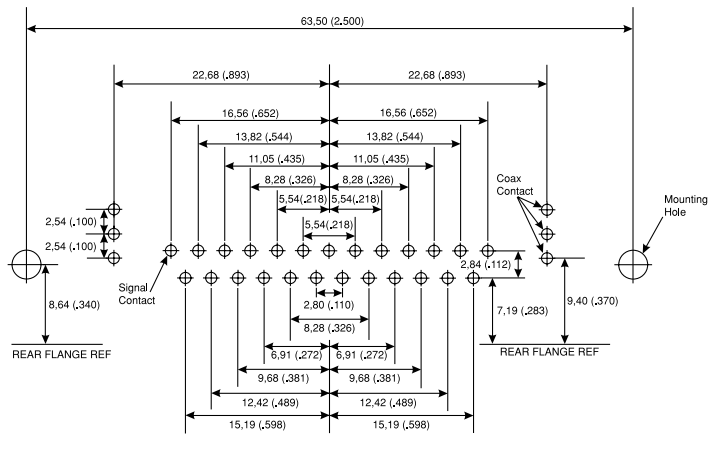 63,50 (2.500)
22,68 (.893) 22,68 (.893)
16,56 (.652) 16,56 (.652)
13,82 (.544) 13,82 (.544)
11,05 (.435) 11,05 (.435)
8,28 (.326) 8,28 (.326)
Coax
Contact
Mounting
Hole
5,54(.218) 5,54(.218)
2,54 (.100)
5,54(.218)
2,54 (.100)
2,84 (.112)
Signal
Contact
8,64 (.340)
2,80 (.110)
7,19 (.283)
9,40 (.370)
8,28 (.326)
REAR FLANGE REF
6,91 (.272) 6,91 (.272)
REAR FLANGE REF
9,68 (.381) 9,68 (.381)
12,42 (.489) 12,42 (.489)
15,19 (.598) 15,19 (.598)